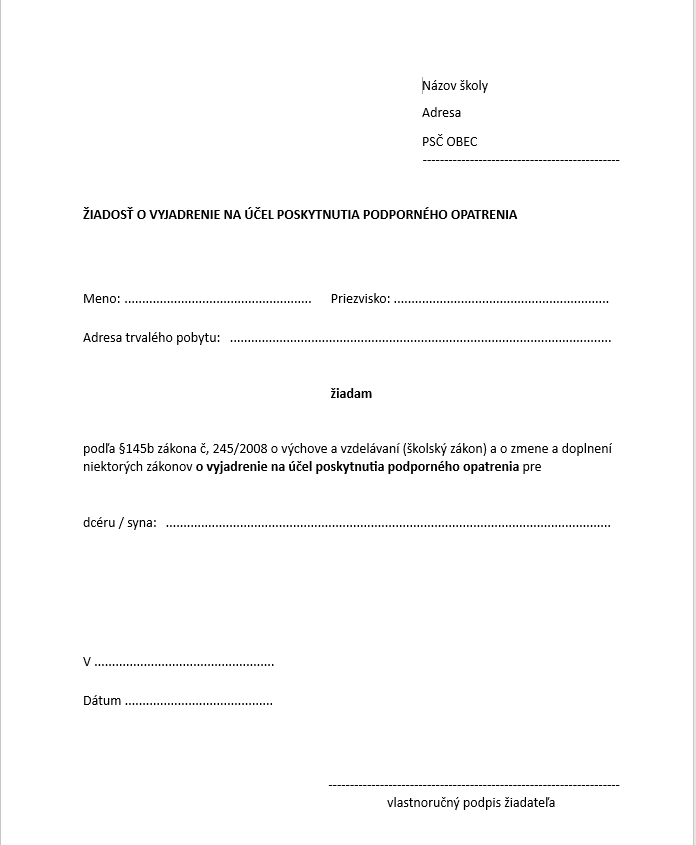 Názov školy
Adresa
PSČ OBEC
-----------------------------------------------
ŽIADOSŤ O VYJADRENIE NA ÚČEL POSKYTNUTIA PODPORNÉHO OPATRENIA
Meno: ..................................................... Priezvisko: .............................................................
Adresa trvalého pobytu: ............................................................................................................
žiadam
podľa §145b zákona č, 245/2008 o výchove a vzdelávaní (školský zákon) a o zmene a doplnení
niektorých zákonov o vyjadrenie na účel poskytnutia podporného opatrenia pre
dcéru / syna: ..............................................................................................................................
V ...................................................
Dátum ..........................................
---------------------------------------------------------------------
vlastnoručný podpis žiadateľa